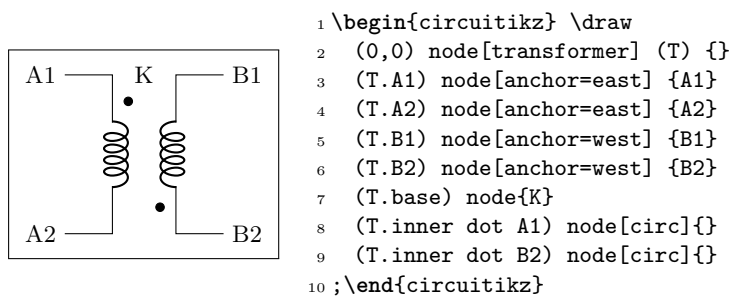 A1 K B1
A2 B2
1 \begin{circuitikz} \draw
2 (0,0) node[transformer] (T) {}
3 (T.A1) node[anchor=east] {A1}
4 (T.A2) node[anchor=east] {A2}
5 (T.B1) node[anchor=west] {B1}
6 (T.B2) node[anchor=west] {B2}
7 (T.base) node{K}
8 (T.inner dot A1) node[circ]{}
9 (T.inner dot B2) node[circ]{}
10 ;\end{circuitikz}